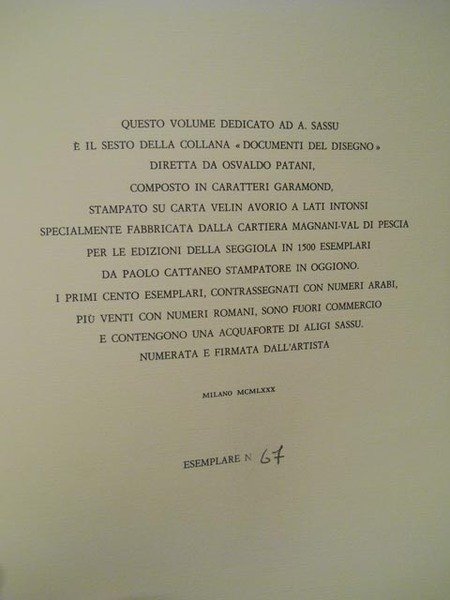 QUESTO VOLUME DEDICATO AD A. SASSU
È IL SESTO DELLA COLLANA « DOCUMENTI DEL DISEGNO »
DIRETTA DA OSVALDO PATANI,
COMPOSTO IN CARATTERI GARAMOND,
STAMPATO SU CARTA VELIN AVORIO A LATI INTONSI
SPECIALMENTE FABBRICATA DALLA CARTIERA MAGNANI-VAL DI PESCIA
PER LE EDIZIONI DELLA SEGGIOLA IN 1500 ESEMPLARI
DA PAOLO CATTANEO STAMPATORE IN OGGIONO.
I PRIMI CENTO ESEMPLARI, CONTRASSEGNATI CON NUMERI ARABI,
PIÙ VENTI CON NUMERI ROMANI, SONO FUORI COMMERCIO
E CONTENGONO UNA ACQUAFORTE DI ALIGI SASSU.
NUMERATA E FIRMATA DALL'ARTISTA
MILANO MCMLXXX
ESEMPLARE N 67